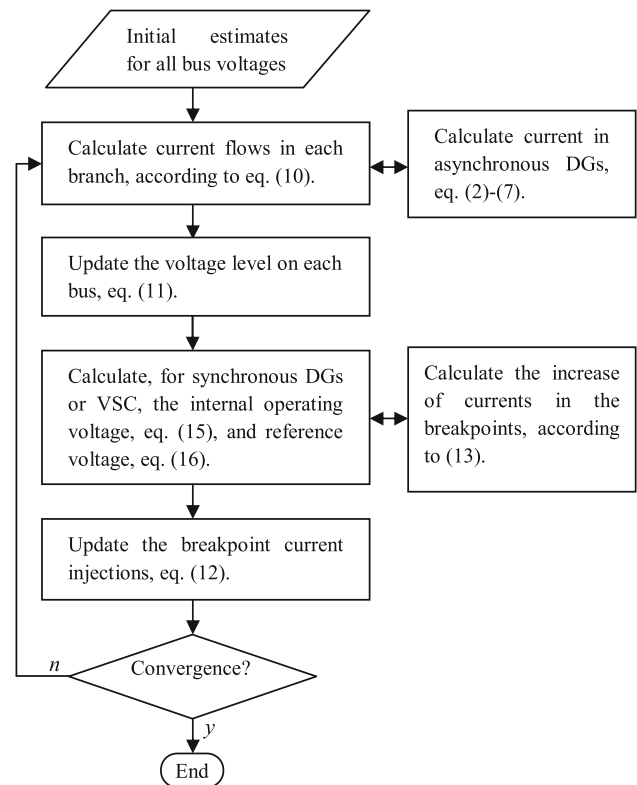 Initial estimates
for all bus voltages
Calculate current flows in each
branch, according to eq. (10).
Calculate current in
asynchronous DGs,
eq. (2)-(7).
Update the voltage level on each
bus, eq. (11).
Calculate, for synchronous DGs
or VSC, the internal operating
voltage, eq. (15), and reference
voltage, eq. (16).
Calculate the increase
of currents in the
breakpoints, according
to (13).
Update the breakpoint current
injections, eq. (12).
Convergence?
n
y
End